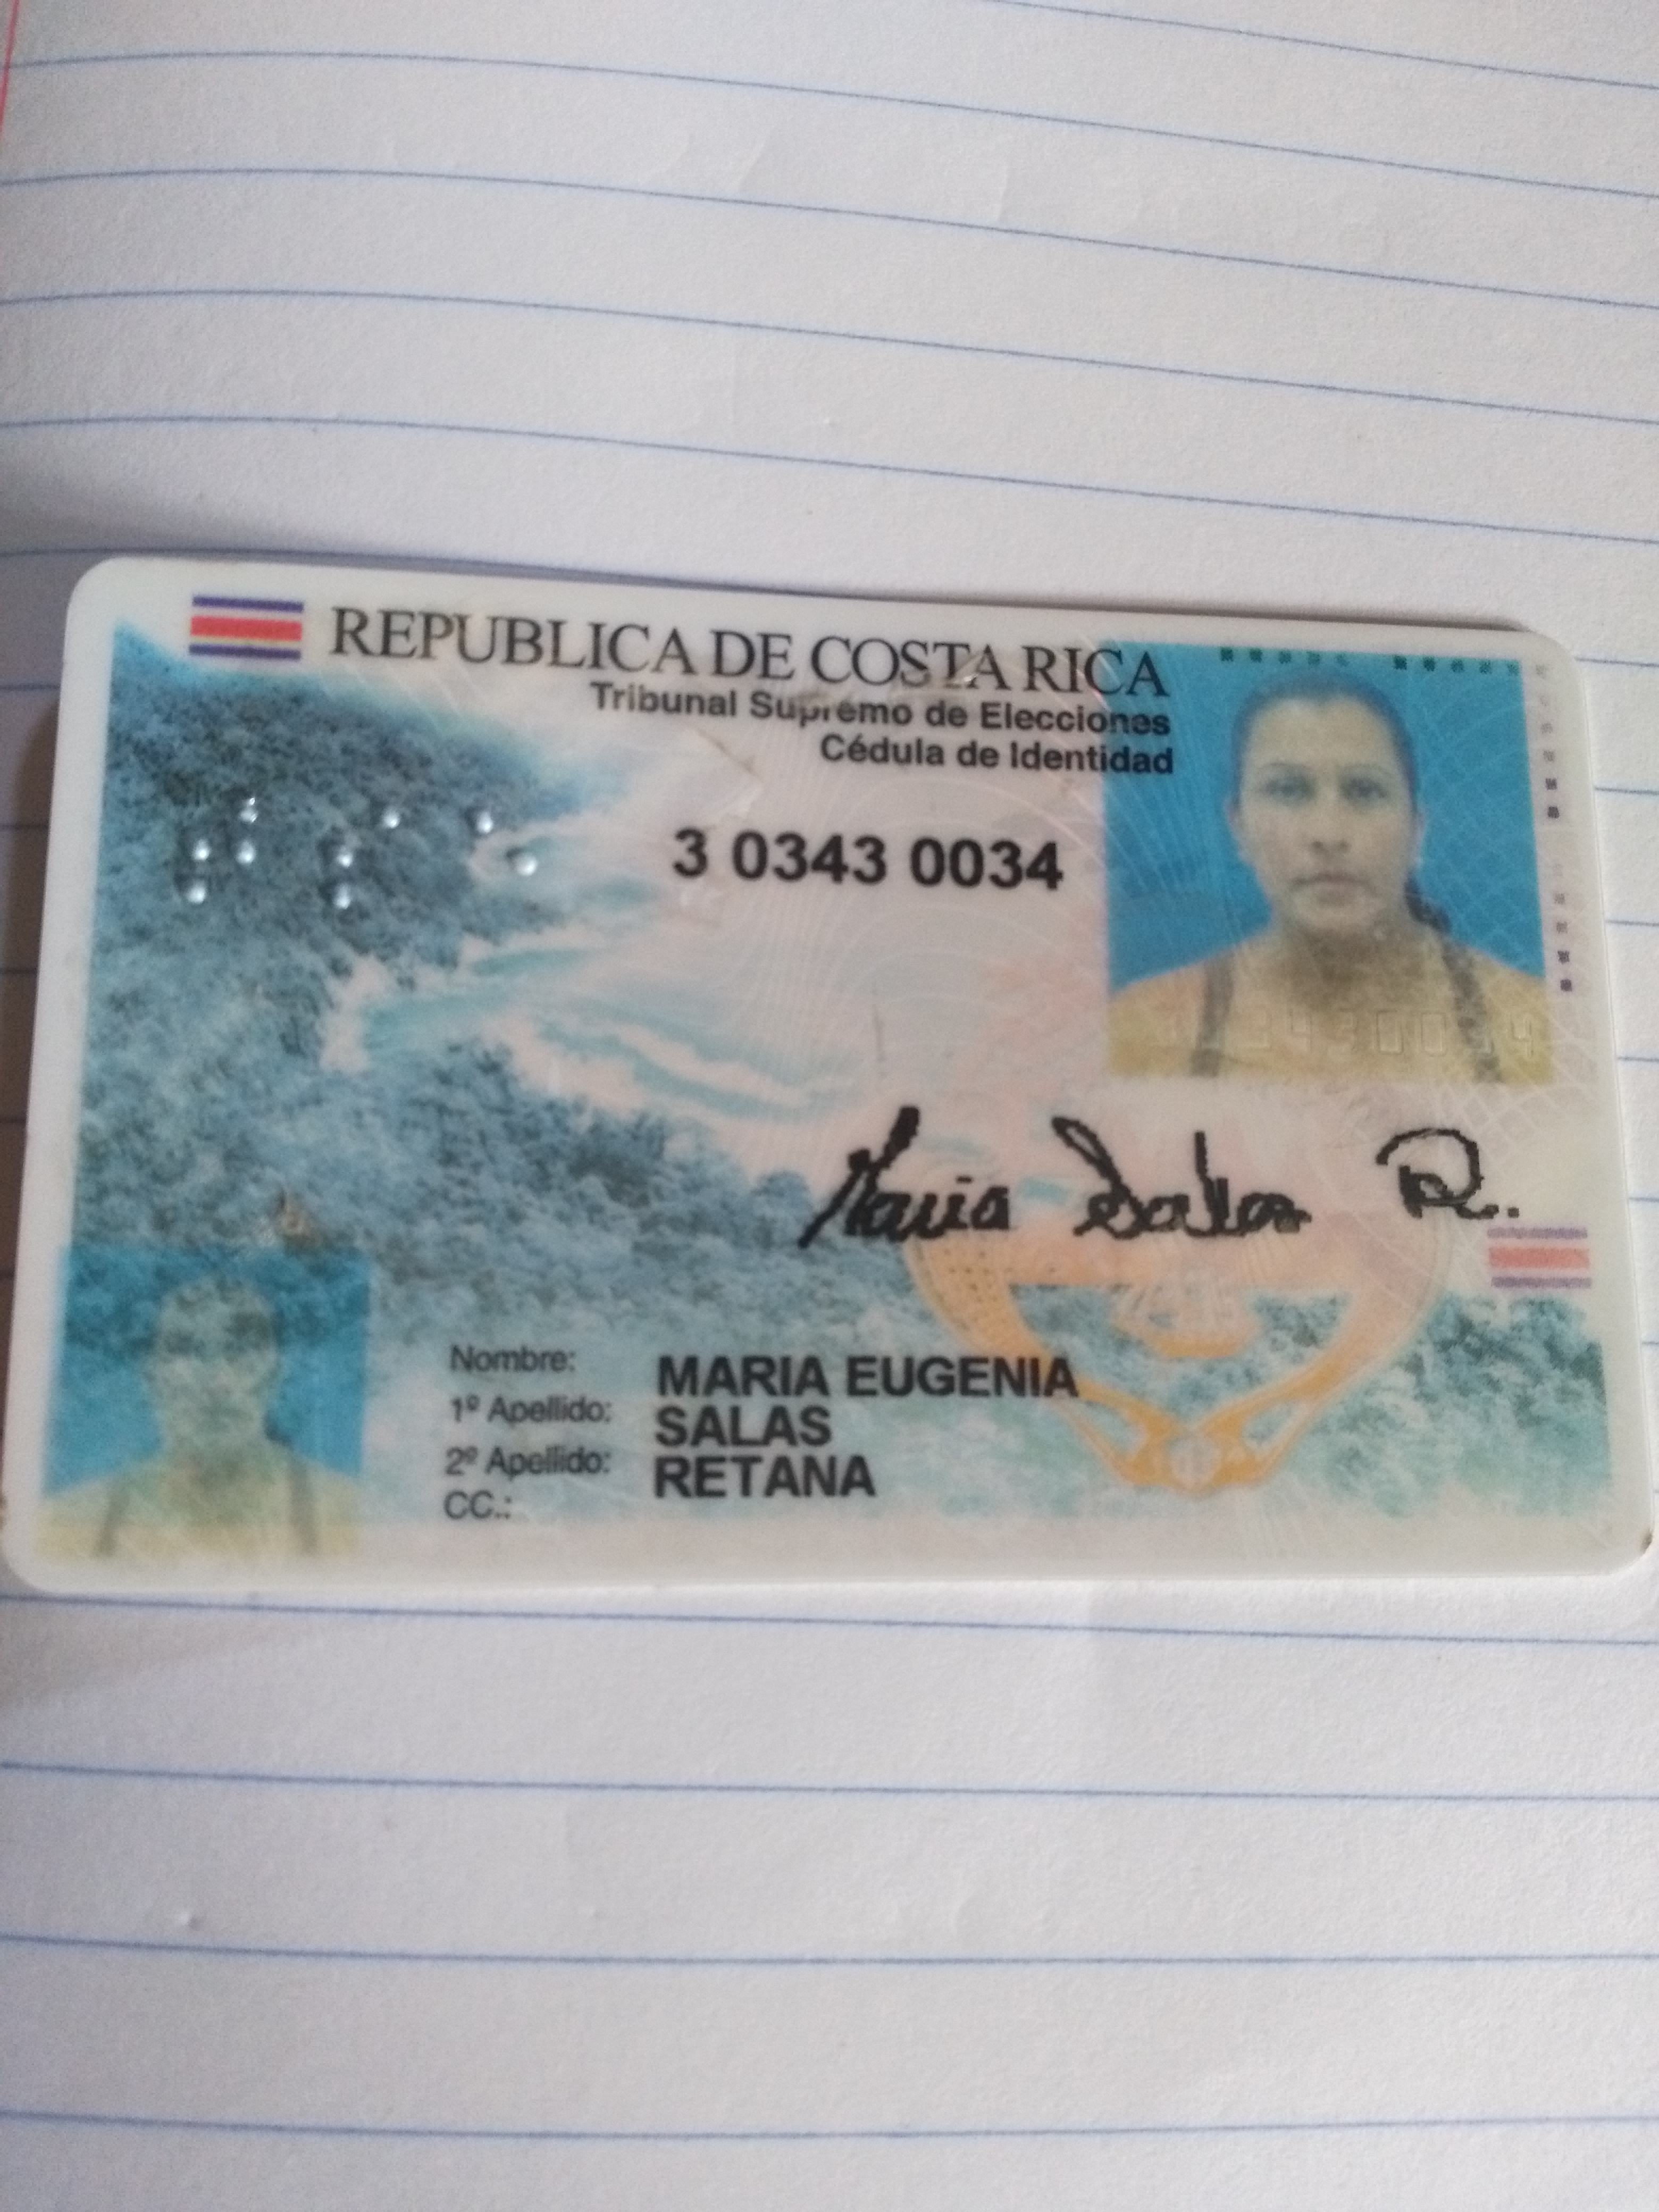 REPUBLICA DE COSTA RICA
Tribunal Supremo de Elecciones
Cédula de Identidad
3 0343 0034
Maria Salas R.
Nombre: MARIA EUGENIA
1º Apellido: SALAS
2º Apellido: RETANA
CC.: